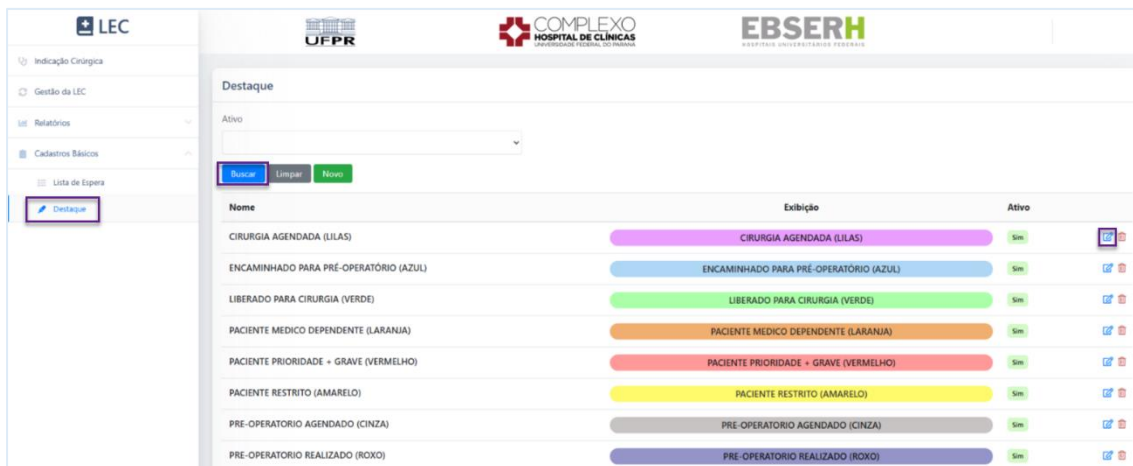 LEC
UFPR
COMPLEXO
HOSPITAL DE CLÍNICAS
UNIVERSIDADE FEDERAL DO PARANÁ
EBSERH
HOSPITAIS UNIVERSITÁRIOS FEDERAIS
Indicação Cirúrgica
Gestão da LEC
Relatórios
Cadastros Básicos
Lista de Espera
Destaque
Destaque
Ativo
Buscar Limpar Novo
Nome Exibição Ativo
CIRURGIA AGENDADA (LILAS) CIRURGIA AGENDADA (LILAS) Sim
ENCAMINHADO PARA PRÉ-OPERATÓRIO (AZUL) ENCAMINHADO PARA PRÉ-OPERATÓRIO (AZUL) Sim
LIBERADO PARA CIRURGIA (VERDE) LIBERADO PARA CIRURGIA (VERDE) Sim
PACIENTE MEDICO DEPENDENTE (LARANJA) PACIENTE MEDICO DEPENDENTE (LARANJA) Sim
PACIENTE PRIORIDADE + GRAVE (VERMELHO) PACIENTE PRIORIDADE + GRAVE (VERMELHO) Sim
PACIENTE RESTRITO (AMARELO) PACIENTE RESTRITO (AMARELO) Sim
PRE-OPERATORIO AGENDADO (CINZA) PRE-OPERATORIO AGENDADO (CINZA) Sim
PRE-OPERATORIO REALIZADO (ROXO) PRE-OPERATORIO REALIZADO (ROXO) Sim